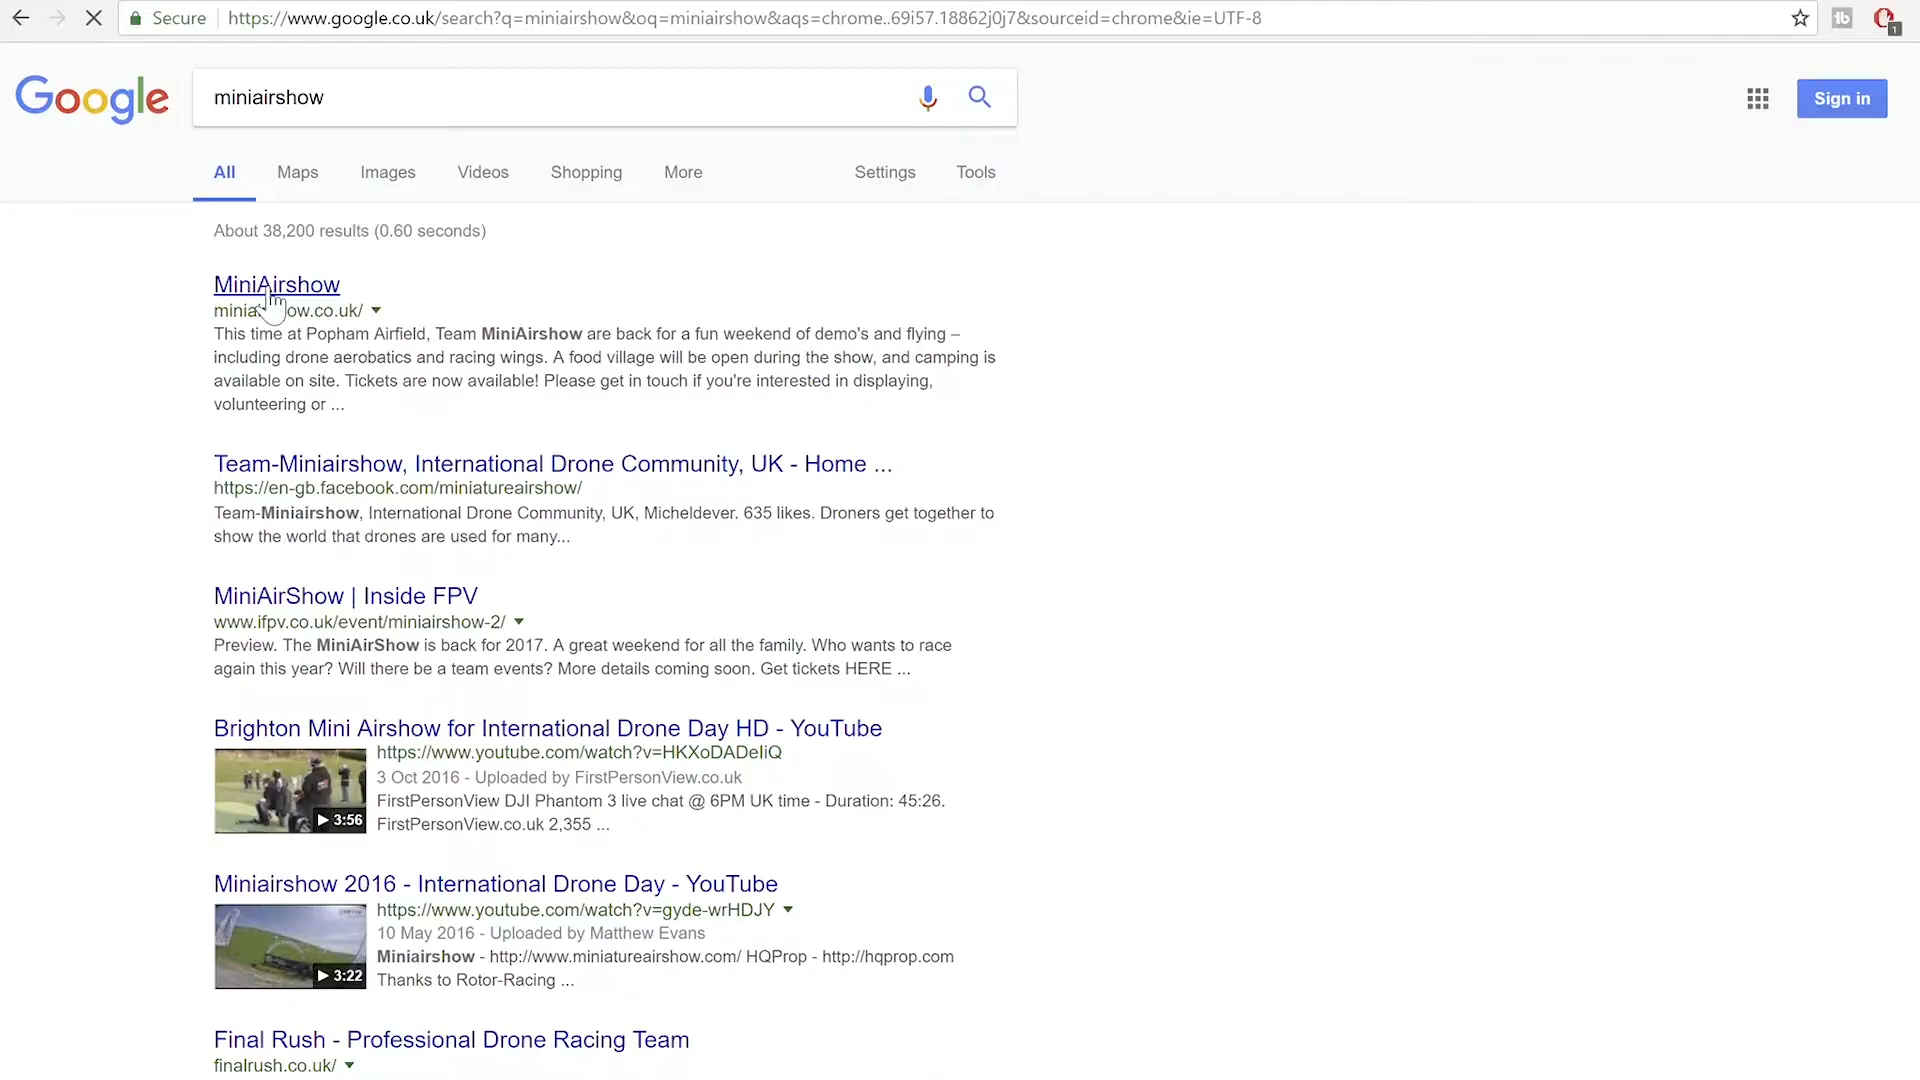 Secure https://www.google.co.uk/search?q=miniairshow&oq=miniairshow&aqs=chrome..69i57.18862j0j7&sourceid=chrome&ie=UTF-8 1
Google miniairshow Sign in
All Maps Images Videos Shopping More Settings Tools
About 38,200 results (0.60 seconds)
MiniAirshow
This time at Popham Airfield, Team MiniAirshow are back for a fun weekend of demo's and flying –
including drone aerobatics and racing wings. A food village will be open during the show, and camping is
available on site. Tickets are now available! Please get in touch if you're interested in displaying,
volunteering or ...
Team-Miniairshow, International Drone Community, UK - Home ...
https://en-gb.facebook.com/miniatureairshow/
Team-Miniairshow, International Drone Community, UK, Micheldever. 635 likes. Droners get together to
show the world that drones are used for many...
MiniAirShow | Inside FPV
www.ifpv.co.uk/event/miniairshow-2/
Preview. The MiniAirShow is back for 2017. A great weekend for all the family. Who wants to race
again this year? Will there be a team events? More details coming soon. Get tickets HERE ...
Brighton Mini Airshow for International Drone Day HD - YouTube
https://www.youtube.com/watch?v=HKXoDADeIiQ
3 Oct 2016 - Uploaded by FirstPersonView.co.uk
FirstPersonView DJI Phantom 3 live chat @ 6PM UK time - Duration: 45:26.
3:56 FirstPersonView.co.uk 2,355 ...
Miniairshow 2016 - International Drone Day - YouTube
https://www.youtube.com/watch?v=gyde-wrHDJY
10 May 2016 - Uploaded by Matthew Evans
Miniairshow - http://www.miniatureairshow.com/ HQProp - http://hqprop.com
3:22 Thanks to Rotor-Racing ...
Final Rush - Professional Drone Racing Team
finalrush.co.uk/